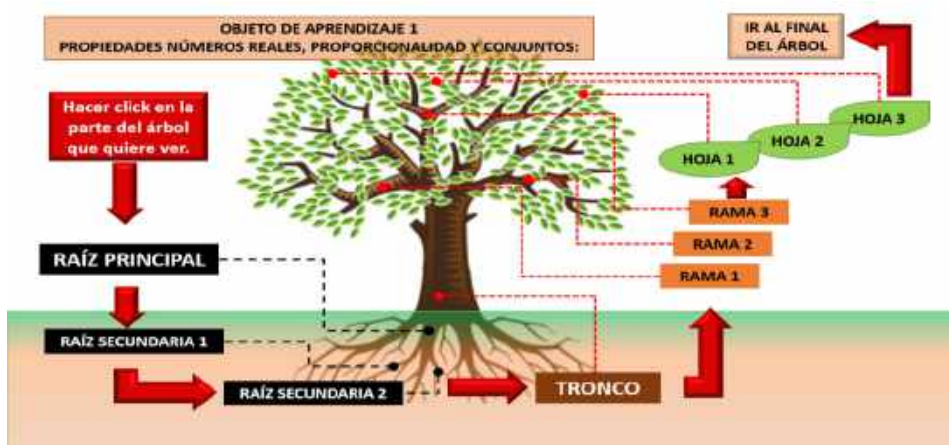 OBJETO DE APRENDIZAJE 1
PROPIEDADES NÚMEROS REALES, PROPORCIONALIDAD Y CONJUNTOS:
IR AL FINAL
DEL ÁRBOL
Hacer click en la
parte del árbol
que quiere ver.
HOJA 3
HOJA 2
HOJA 1
RAMA 3
RAMA 2
RAMA 1
RAÍZ PRINCIPAL
RAÍZ SECUNDARIA 1
RAÍZ SECUNDARIA 2
TRONCO